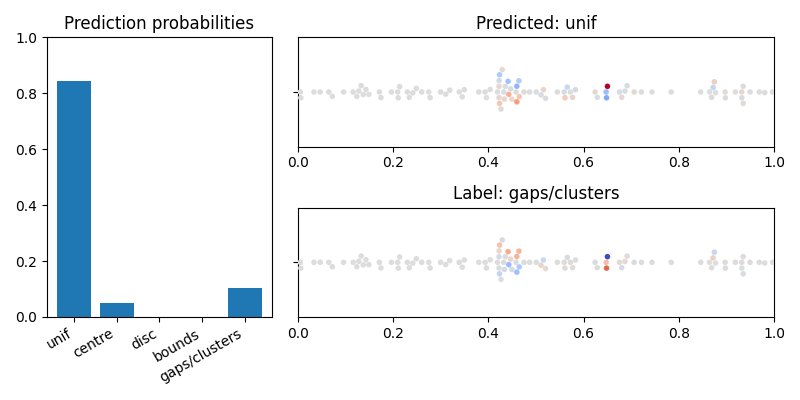 Prediction probabilities
1.0
0.8
0.6
0.4
0.2
0.0
unif
centre
disc
bounds
gaps/clusters
Predicted: unif
0.0 0.2 0.4 0.6 0.8 1.0
Label: gaps/clusters
0.0 0.2 0.4 0.6 0.8 1.0